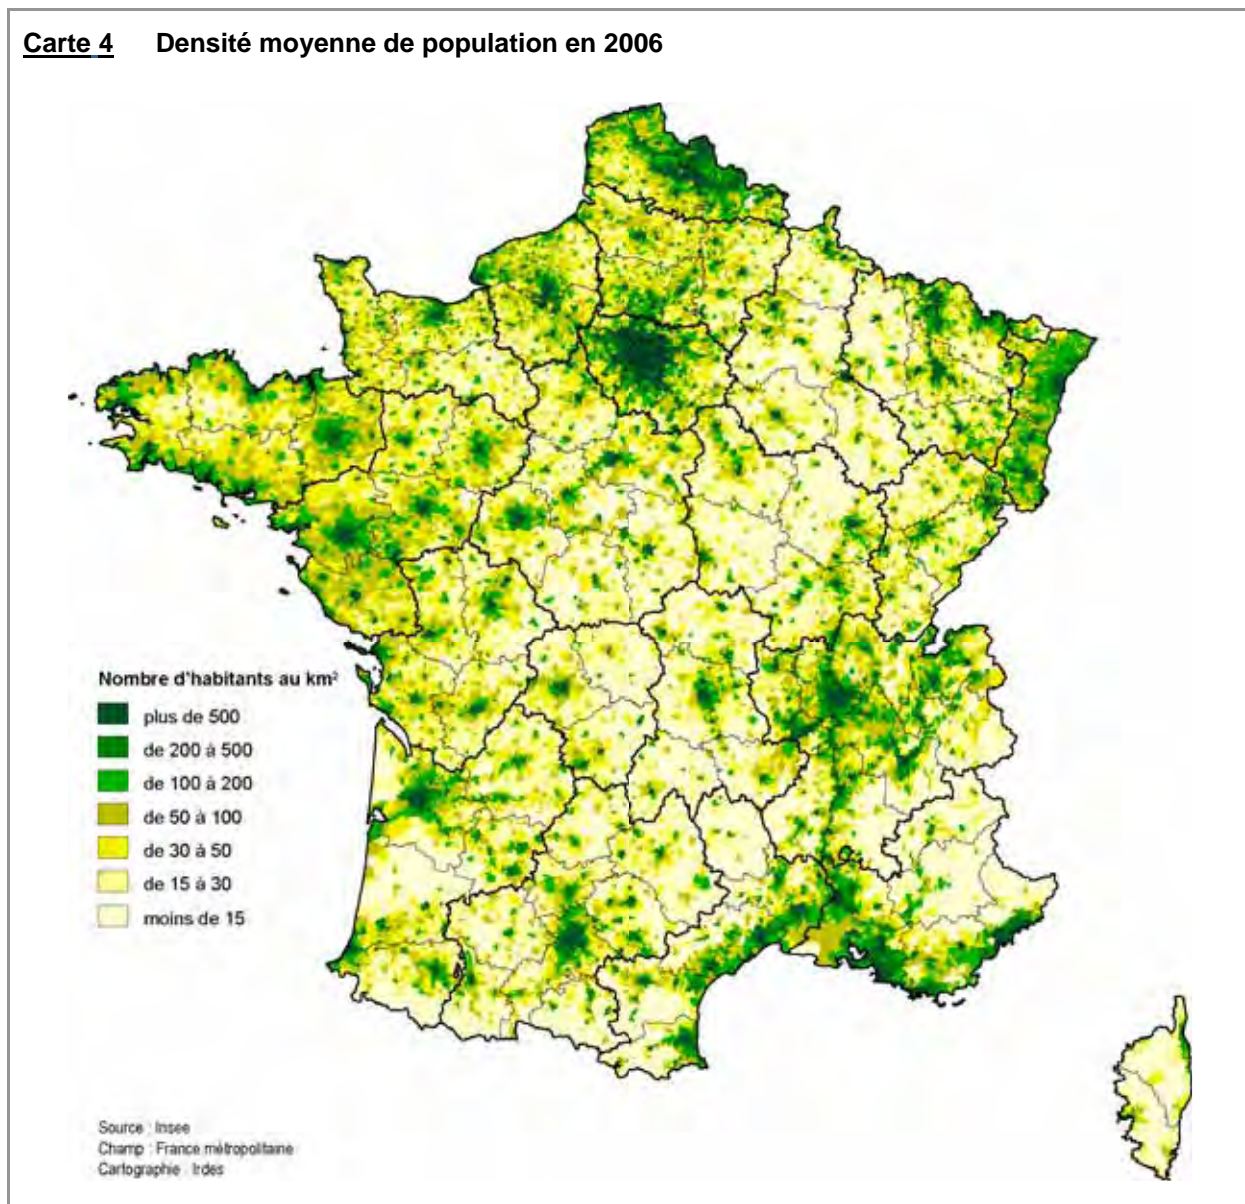 Carte 4 Densité moyenne de population en 2006
Nombre d'habitants au km²
plus de 500
de 200 à 500
de 100 à 200
de 50 à 100
de 30 à 50
de 15 à 30
moins de 15
Source : Insee
Champ : France métropolitaine
Cartographie : Irdes